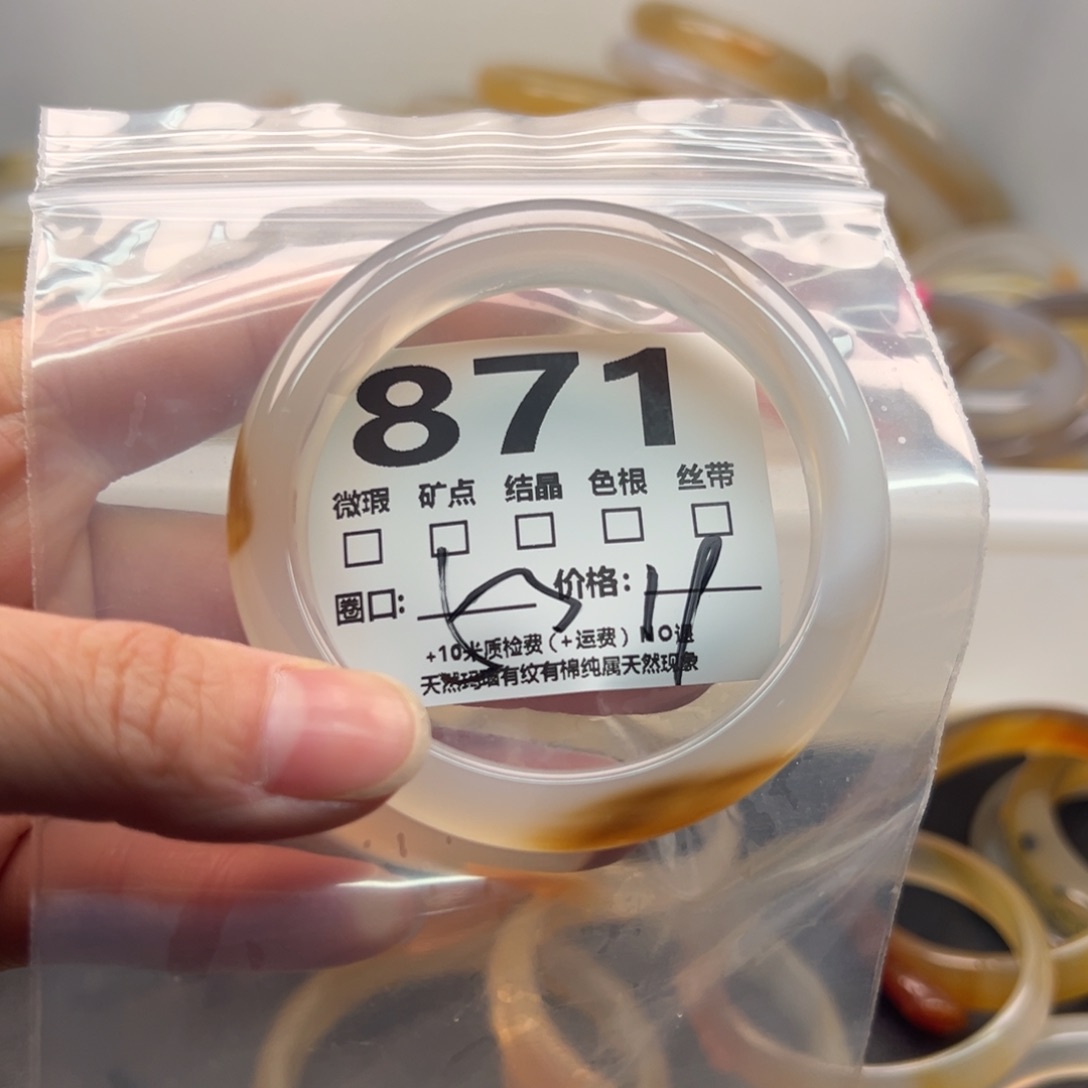 871
微瑕 矿点 结晶 色根 丝带
圈口: 价格:
+10米质检费(+运费) NO退
天然玛瑙有纹有棉纯属天然现象